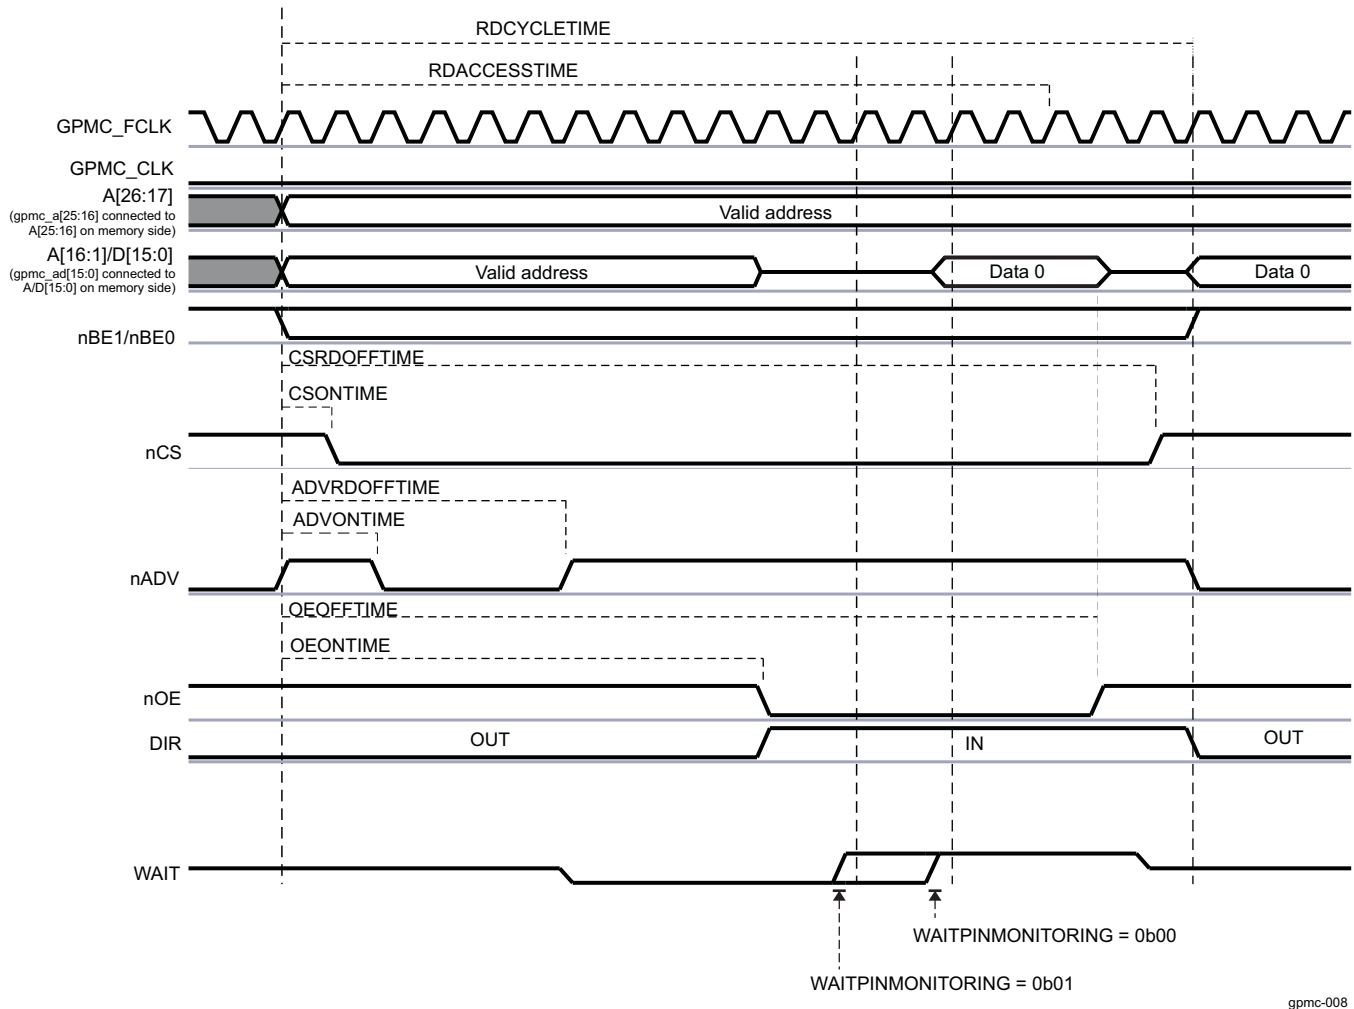 RDCYCLETIME
RDACCESSTIME
GPMC_FCLK
GPMC_CLK
A[26:17]
(gpmc_a[25:16] connected to
A[25:16] on memory side)
Valid address
A[16:1]/D[15:0]
(gpmc_ad[15:0] connected to
A/D[15:0] on memory side)
Valid address
Data 0
Data 0
nBE1/nBE0
CSRDOFFTIME
CSONTIME
nCS
ADVRDOFFTIME
ADVONTIME
nADV
OEOFFTIME
OEONTIME
nOE
DIR
OUT
IN
OUT
WAIT
WAITPINMONITORING = 0b00
WAITPINMONITORING = 0b01
gpmc-008